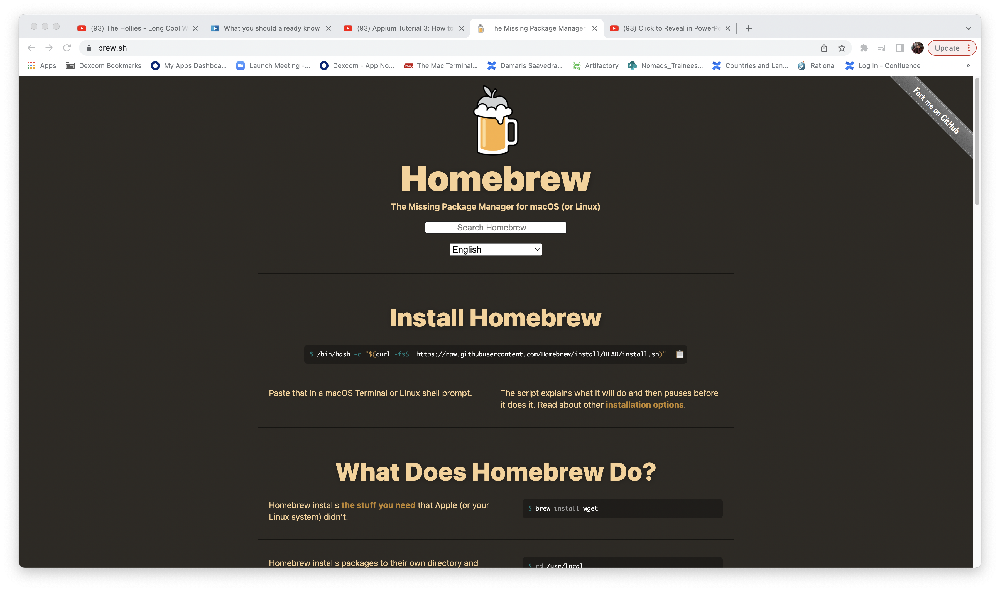 (93) The Hollies - Long Cool W
What you should already know
(93) Appium Tutorial 3: How to
The Missing Package Manager
(93) Click to Reveal in PowerPo
brew.sh
Update
Apps
Dexcom Bookmarks
My Apps Dashboa...
Launch Meeting -...
Dexcom - App No...
The Mac Terminal...
Damaris Saavedra...
Artifactory
Nomads_Trainees...
Countries and Lan...
Rational
Log In - Confluence
»
Fork me on GitHub
Homebrew
The Missing Package Manager for macOS (or Linux)
Search Homebrew
English
Install Homebrew
$ /bin/bash -c "$(curl -fsSL https://raw.githubusercontent.com/Homebrew/install/HEAD/install.sh)"
Paste that in a macOS Terminal or Linux shell prompt.
The script explains what it will do and then pauses before
it does it. Read about other installation options.
What Does Homebrew Do?
Homebrew installs the stuff you need that Apple (or your
Linux system) didn’t.
$ brew install wget
Homebrew installs packages to their own directory and
$ cd /usr/local